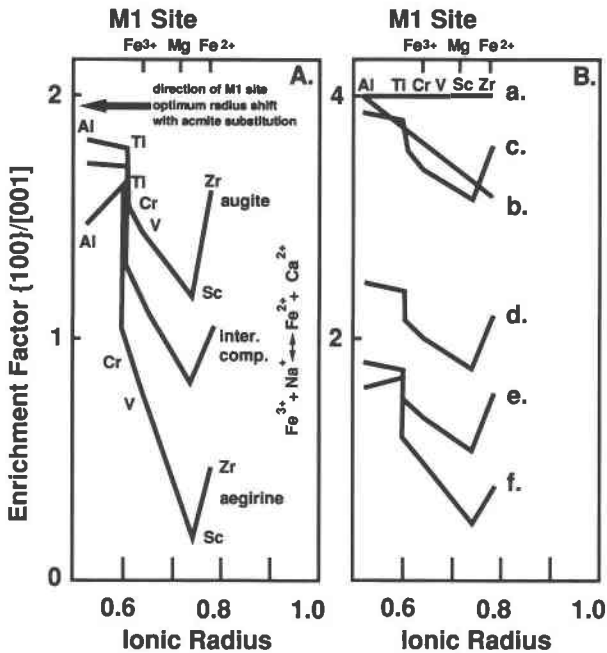 M1 Site
M1 Site
Fe3+ Mg Fe2+
Fe3+ Mg Fe2+
A.
B.
direction of M1 site
optimum radius shift
with acmite substitution
Al
TI
TI
Al
Cr
V
Zr
augite
Sc
Cr
V
inter.
comp.
Zr
aegirine
Sc
Fe3+ + Na+ ↔ Fe2+ + Ca2+
Al TI Cr V Sc Zr
a.
c.
b.
d.
e.
f.
2
1
0
4
2
Enrichment Factor {100}/[001]
0.6 0.8 1.0
0.6 0.8 1.0
Ionic Radius
Ionic Radius